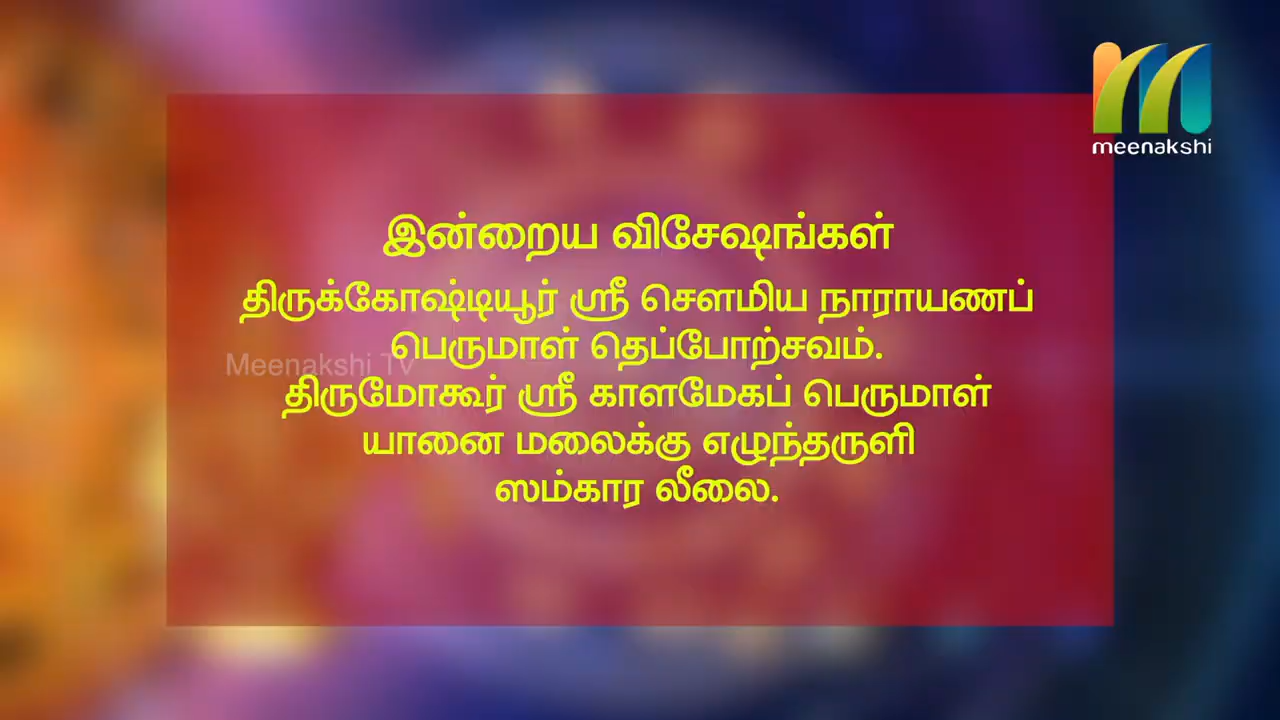 meenakshi
இன்றைய விசேஷங்கள்
திருக்கோஷ்டியூர் ஸ்ரீ சௌமிய நாராயணப்
பெருமாள் தெப்போற்சவம்.
Meenakshi TV
திருமோகூர் ஸ்ரீ காளமேகப் பெருமாள்
யானை மலைக்கு எழுந்தருளி
ஸம்கார லீலை.